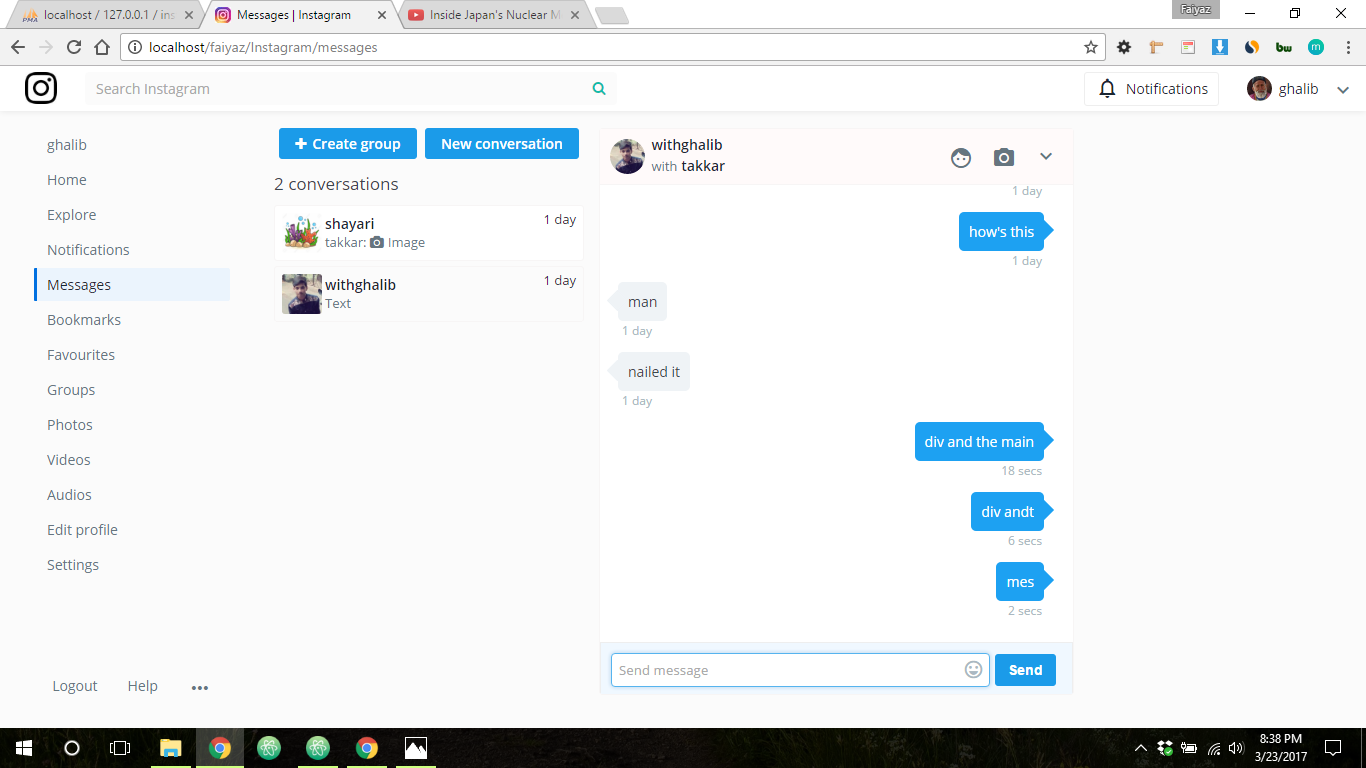 PMA
localhost / 127.0.0.1 / ins
Messages | Instagram
Inside Japan's Nuclear M
Faiyaz
localhost/faiyaz/Instagram/messages
bw
m
Search Instagram
Notifications
ghalib
ghalib
Home
Explore
Notifications
Messages
Bookmarks
Favourites
Groups
Photos
Videos
Audios
Edit profile
Settings
Logout Help
Create group
New conversation
2 conversations
shayari
1 day
takkar: Image
withghalib
1 day
Text
withghalib
with takkar
1 day
how's this
1 day
man
1 day
nailed it
1 day
div and the main
18 secs
div andt
6 secs
mes
2 secs
Send message
Send
8:38 PM
3/23/2017